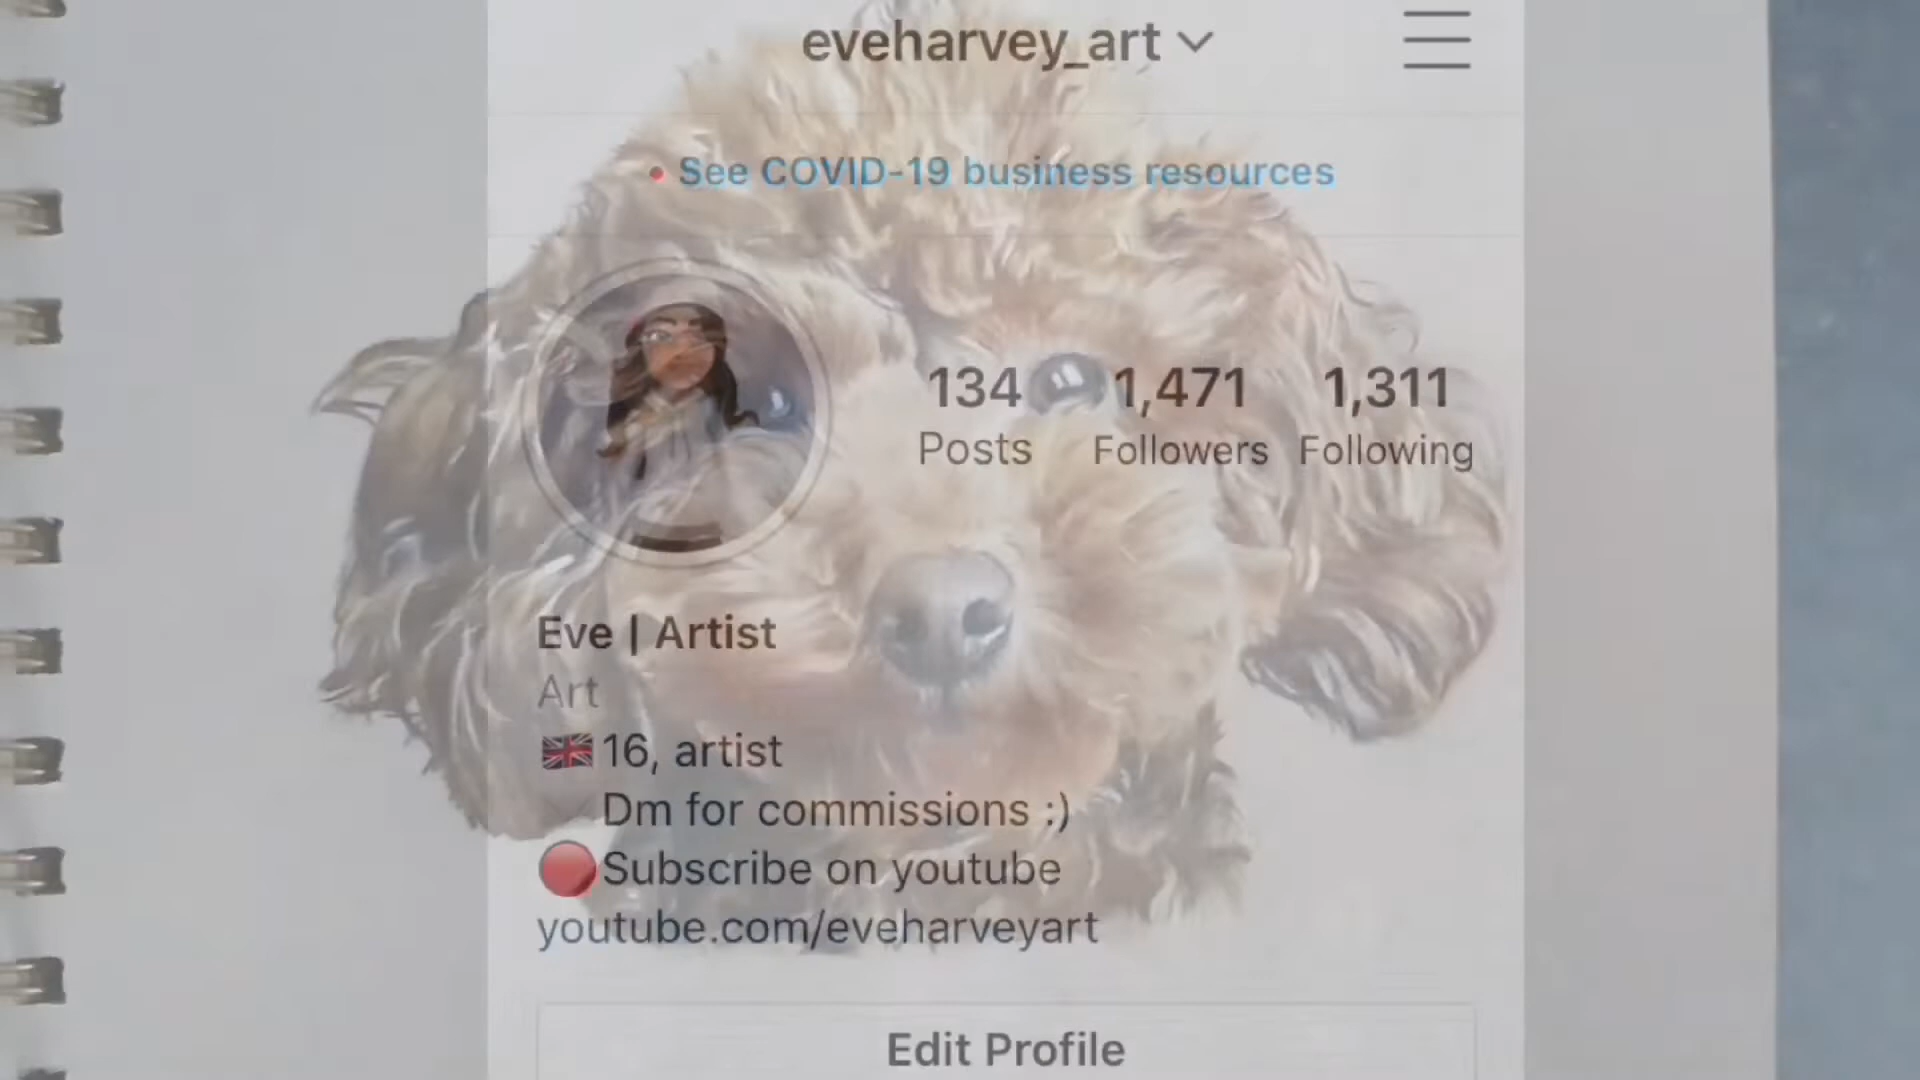 eveharvey_art
See COVID-19 business resources
134 1,471 1,311
Posts Followers Following
Eve | Artist
Art
🇬🇧 16, artist
Dm for commissions :)
🔴 Subscribe on youtube
youtube.com/eveharveyart
Edit Profile